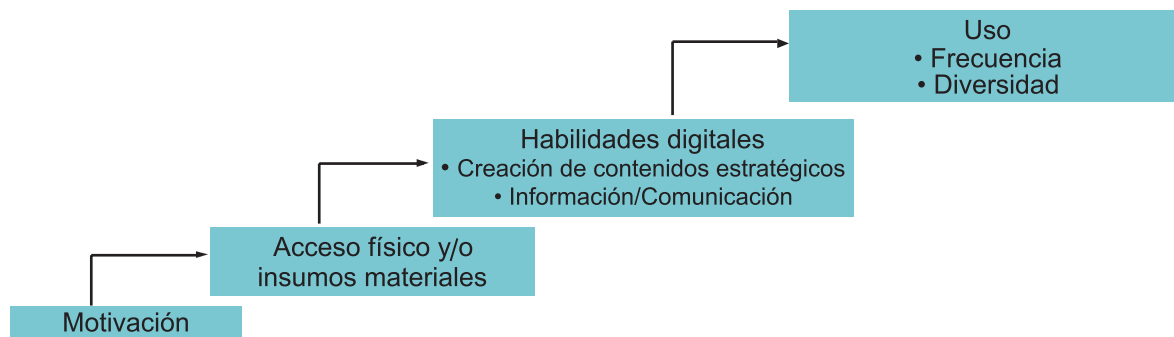 Uso
• Frecuencia
• Diversidad
Habilidades digitales
• Creación de contenidos estratégicos
• Información/Comunicación
Acceso físico y/o
insumos materiales
Motivación